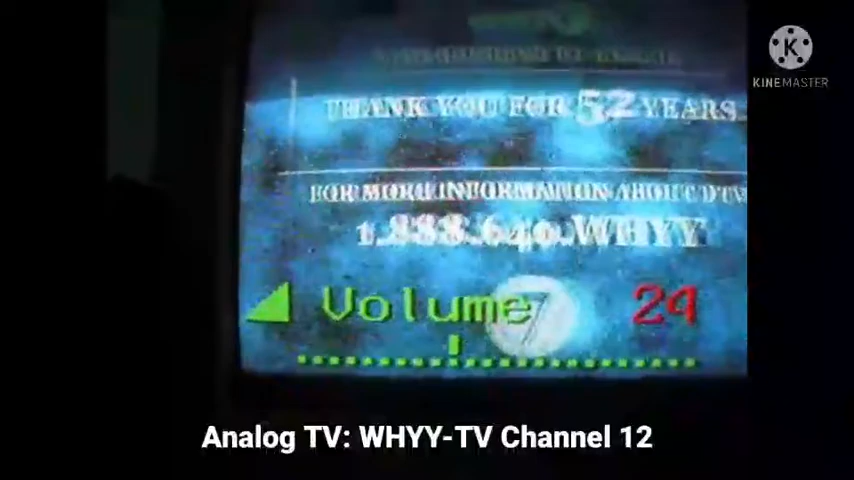 KINEMASTER
THANK YOU FOR 52 YEARS.
FOR MORE INFORMATION ABOUT DTV
1.888.640.WHYY
Volume 24
7
Analog TV: WHYY-TV Channel 12